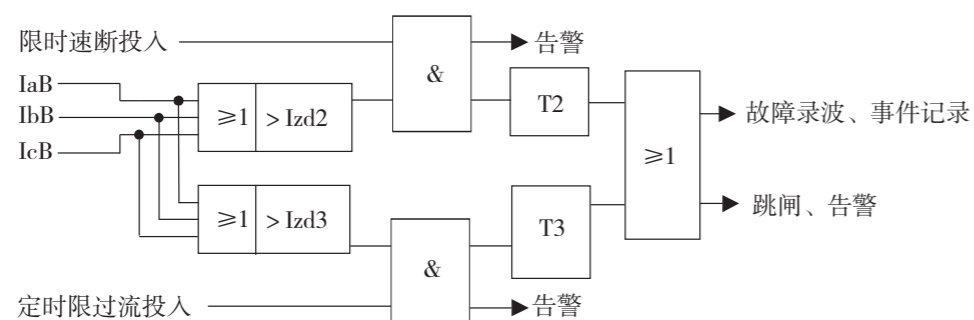 限时速断投入
告警
IaB
&
IbB
≥1
> Izd2
T2
IcB
故障录波、事件记录
≥1
≥1
> Izd3
T3
跳闸、告警
&
定时限过流投入
告警